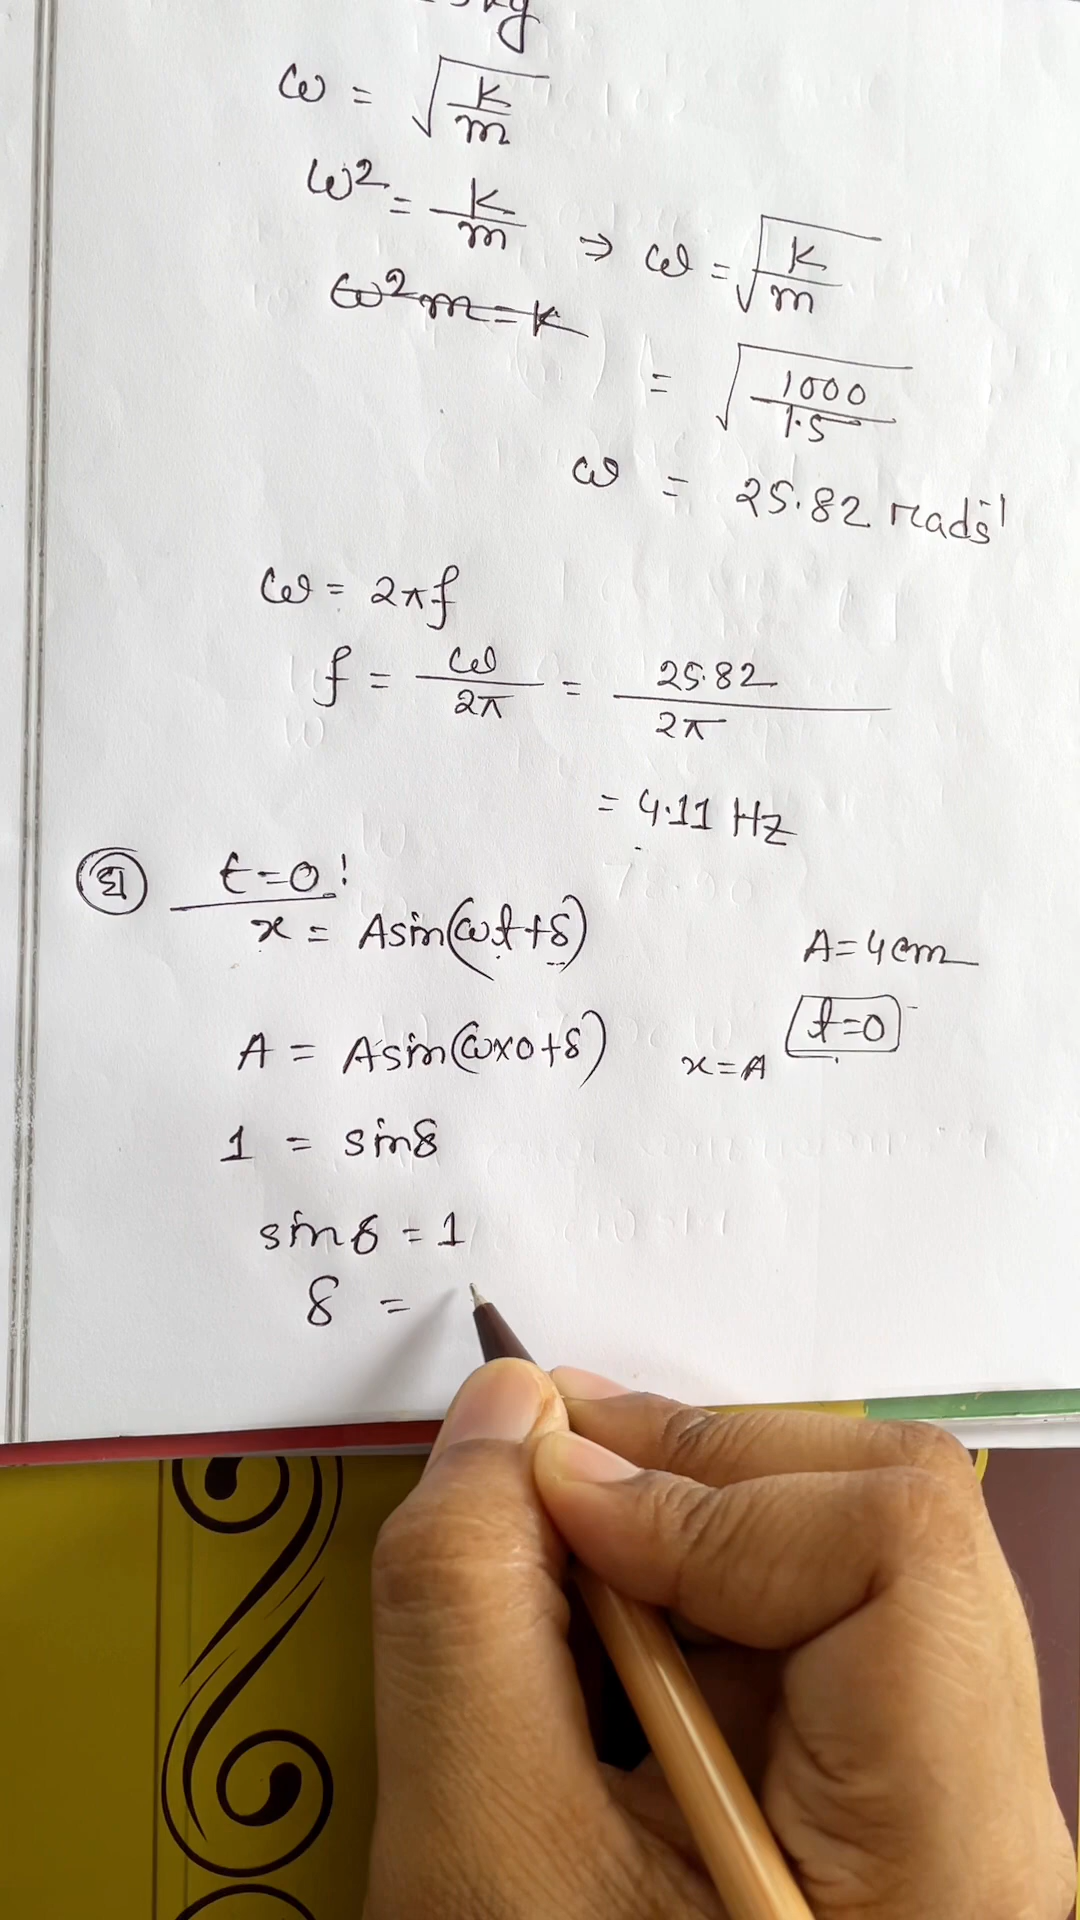 ω = √(k/m)
ω² = k/m ⇒ ω = √(k/m)
ω²m = k
= √(1000/1.5)
ω = 25.82 rads⁻¹
ω = 2πf
f = ω/2π = 25.82/2π
= 4.11 Hz
ঘ t=0!
x = Asin(ωt+δ)
A = 4cm
t=0
A = Asin(ω×0+δ) x=A
1 = sinδ
sinδ = 1
δ =